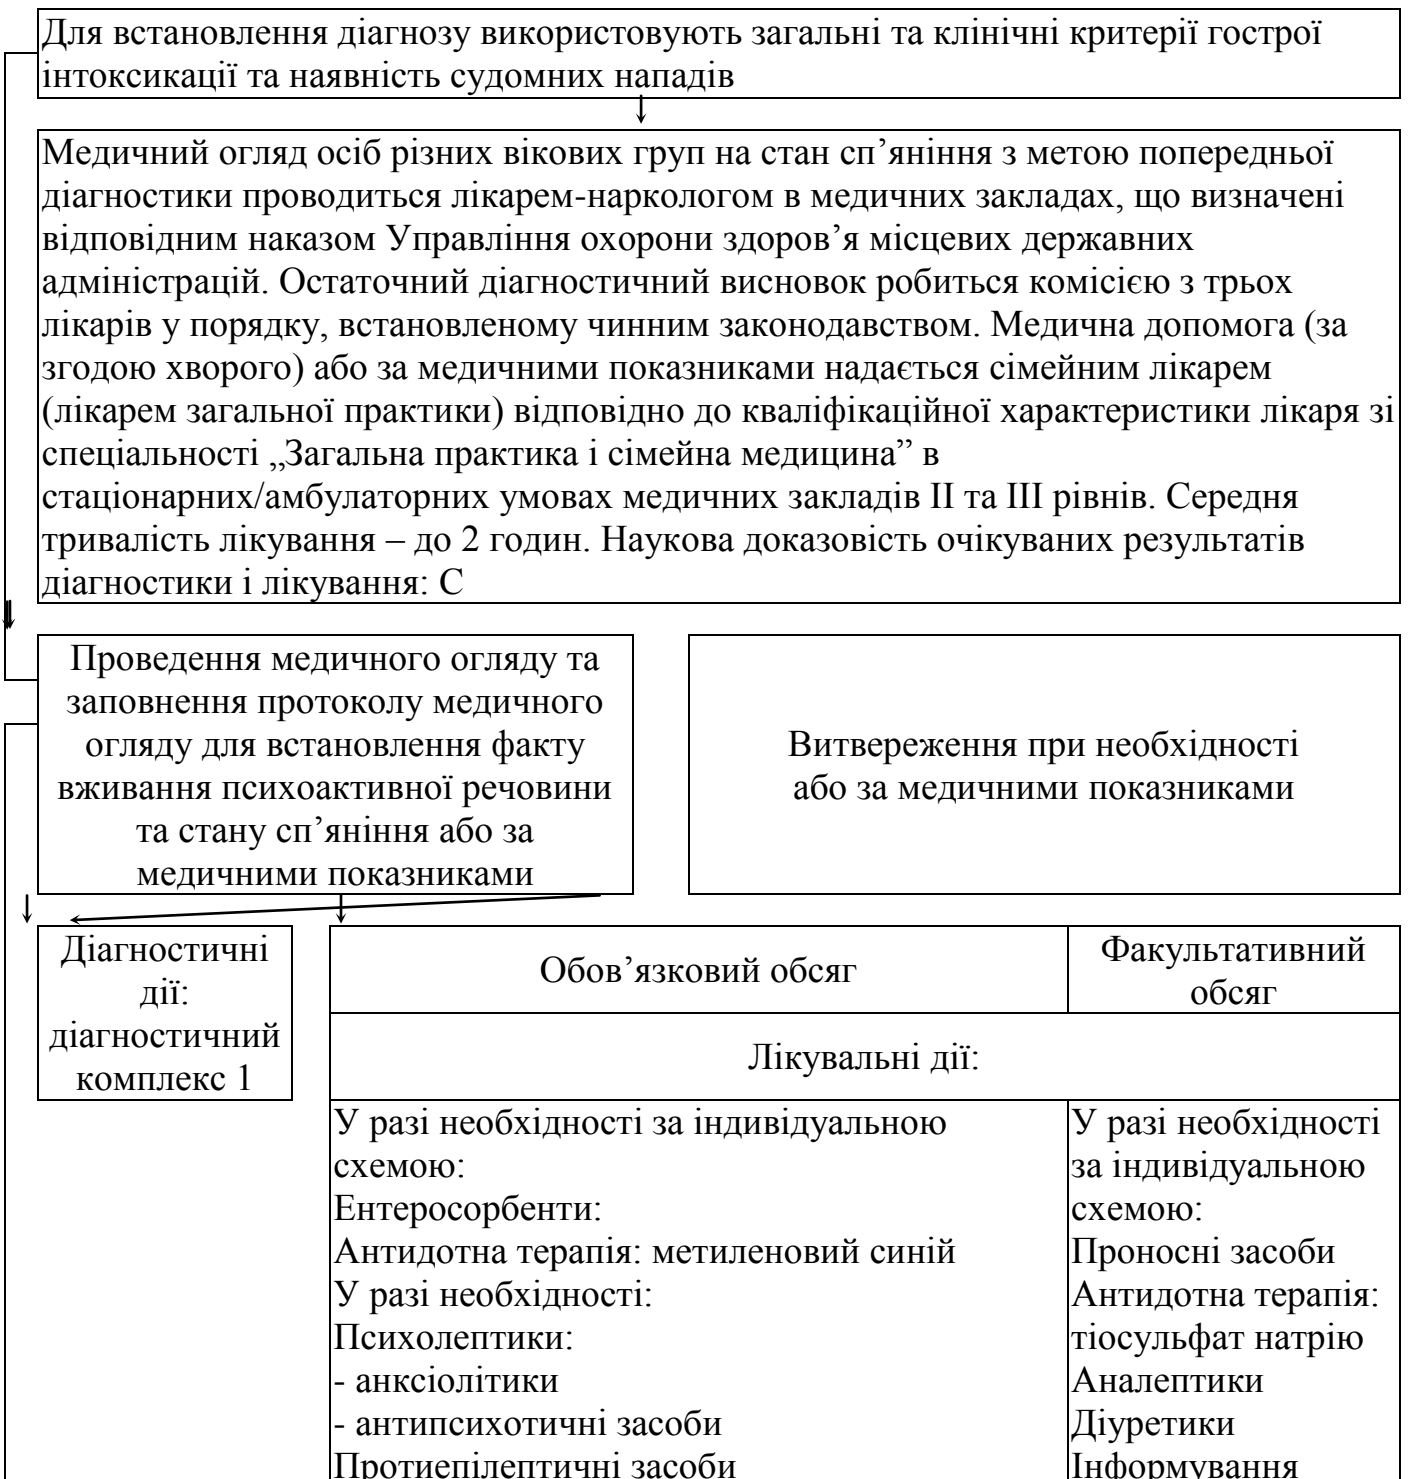 Для встановлення діагнозу використовують загальні та клінічні критерії гострої
інтоксикації та наявність судомних нападів
Медичний огляд осіб різних вікових груп на стан сп’яніння з метою попередньої
діагностики проводиться лікарем-наркологом в медичних закладах, що визначені
відповідним наказом Управління охорони здоров’я місцевих державних
адміністрацій. Остаточний діагностичний висновок робиться комісією з трьох
лікарів у порядку, встановленому чинним законодавством. Медична допомога (за
згодою хворого) або за медичними показниками надається сімейним лікарем
(лікарем загальної практики) відповідно до кваліфікаційної характеристики лікаря зі
спеціальності „Загальна практика і сімейна медицина” в
стаціонарних/амбулаторних умовах медичних закладів ІІ та ІІІ рівнів. Середня
тривалість лікування – до 2 годин. Наукова доказовість очікуваних результатів
діагностики і лікування: С
Проведення медичного огляду та
заповнення протоколу медичного
огляду для встановлення факту
вживання психоактивної речовини
та стану сп’яніння або за
медичними показниками
Витвереження при необхідності
або за медичними показниками
Діагностичні
дії:
діагностичний
комплекс 1
Обов’язковий обсяг
Факультативний
обсяг
Лікувальні дії:
У разі необхідності за індивідуальною
схемою:
Ентеросорбенти:
Антидотна терапія: метиленовий синій
У разі необхідності:
Психолептики:
- анксіолітики
- антипсихотичні засоби
Протиепілептичні засоби
У разі необхідності
за індивідуальною
схемою:
Проносні засоби
Антидотна терапія:
тіосульфат натрію
Аналептики
Діуретики
Інформування